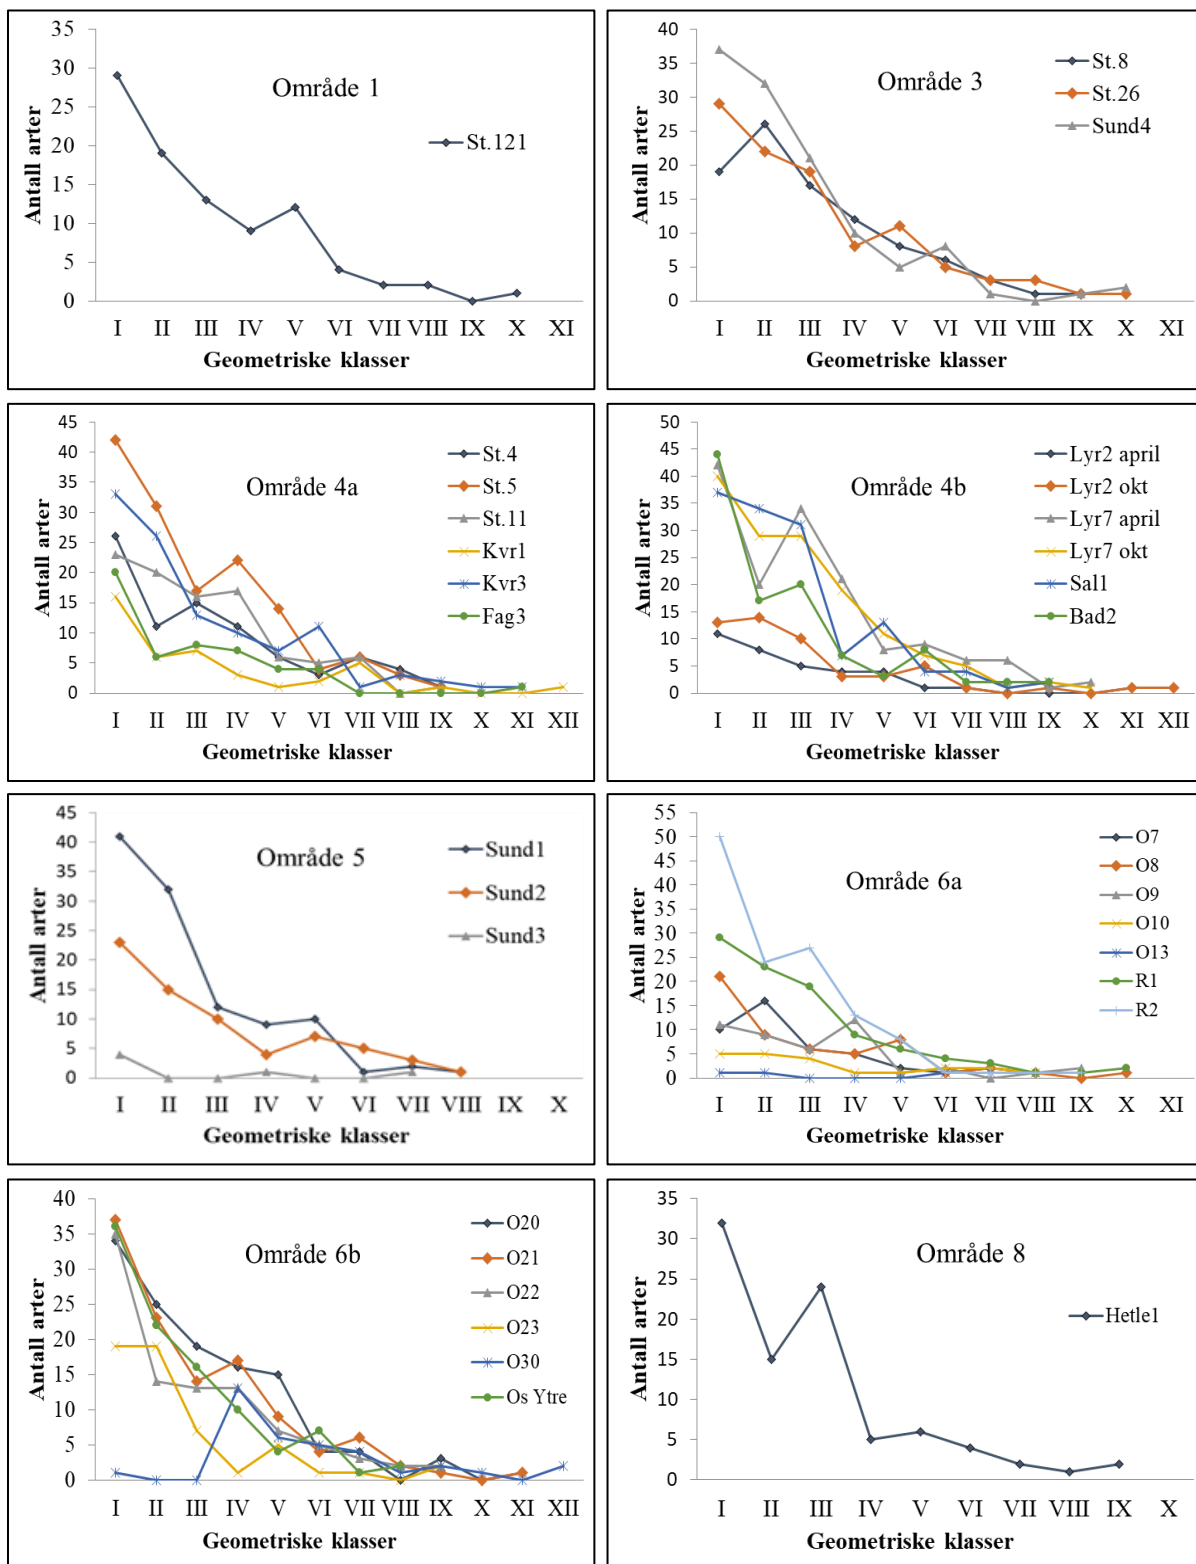 Område 1
Antall arter
35
30
25
20
15
10
5
0
St.121
I II III IV V VI VII VIII IX X XI
Geometriske klasser
Område 3
Antall arter
40
35
30
25
20
15
10
5
0
St.8
St.26
Sund4
I II III IV V VI VII VIII IX X XI
Geometriske klasser
Område 4a
Antall arter
45
40
35
30
25
20
15
10
5
0
St.4
St.5
St.11
Kvr1
Kvr3
Fag3
I II III IV V VI VII VIII IX X XI XII
Geometriske klasser
Område 4b
Antall arter
50
45
40
35
30
25
20
15
10
5
0
Lyr2 april
Lyr2 okt
Lyr7 april
Lyr7 okt
Sal1
Bad2
I II III IV V VI VII VIII IX X XI XII
Geometriske klasser
Område 5
Antall arter
45
40
35
30
25
20
15
10
5
0
Sund1
Sund2
Sund3
I II III IV V VI VII VIII IX X
Geometriske klasser
Område 6a
Antall arter
55
50
45
40
35
30
25
20
15
10
5
0
O7
O8
O9
O10
O13
R1
R2
I II III IV V VI VII VIII IX X XI
Geometriske klasser
Område 6b
Antall arter
40
35
30
25
20
15
10
5
0
O20
O21
O22
O23
O30
Os Ytre
I II III IV V VI VII VIII IX X XI XII
Geometriske klasser
Område 8
Antall arter
35
30
25
20
15
10
5
0
Hetle1
I II III IV V VI VII VIII IX X
Geometriske klasser